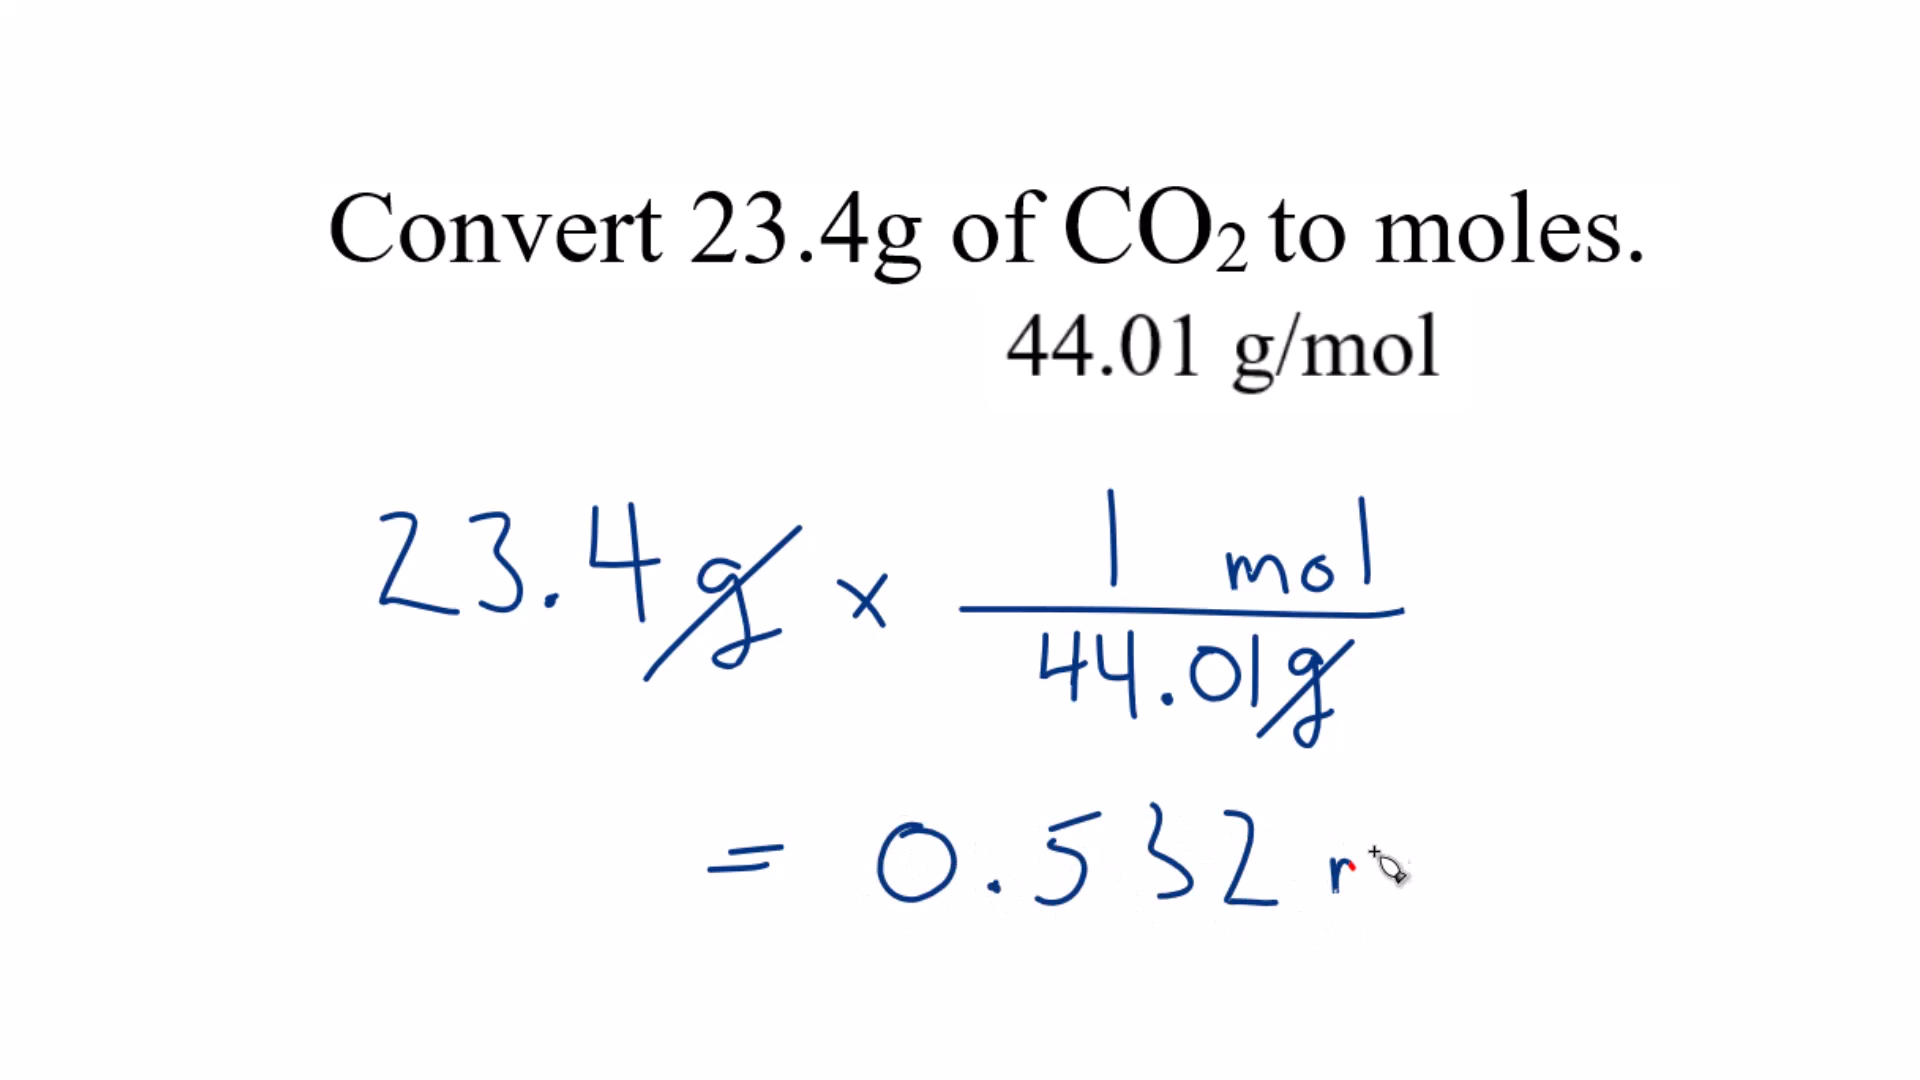 Convert 23.4g of CO₂ to moles.
44.01 g/mol
23.4g × 1 mol
44.01g
= 0.532